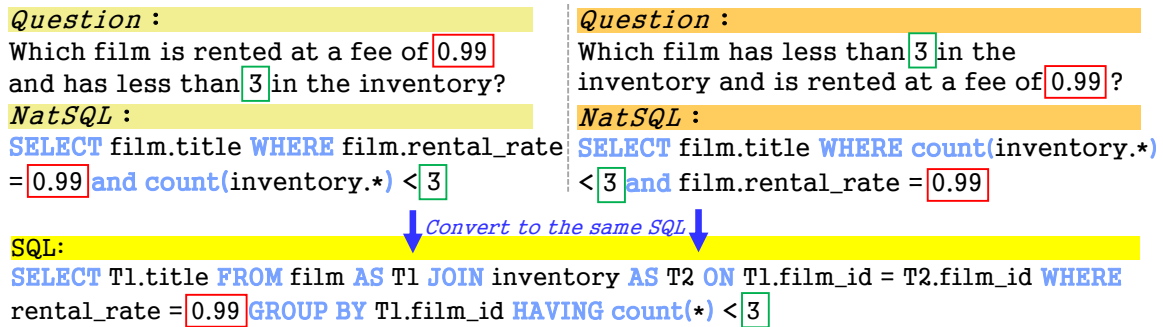 Question:
Which film is rented at a fee of 0.99
and has less than 3 in the inventory?
NatSQL:
SELECT film.title WHERE film.rental_rate
= 0.99 and count(inventory.*) < 3
Question:
Which film has less than 3 in the
inventory and is rented at a fee of 0.99 ?
NatSQL:
SELECT film.title WHERE count(inventory.*)
< 3 and film.rental_rate = 0.99
Convert to the same SQL
SQL:
SELECT T1.title FROM film AS T1 JOIN inventory AS T2 ON T1.film_id = T2.film_id WHERE
rental_rate = 0.99 GROUP BY T1.film_id HAVING count(*) < 3